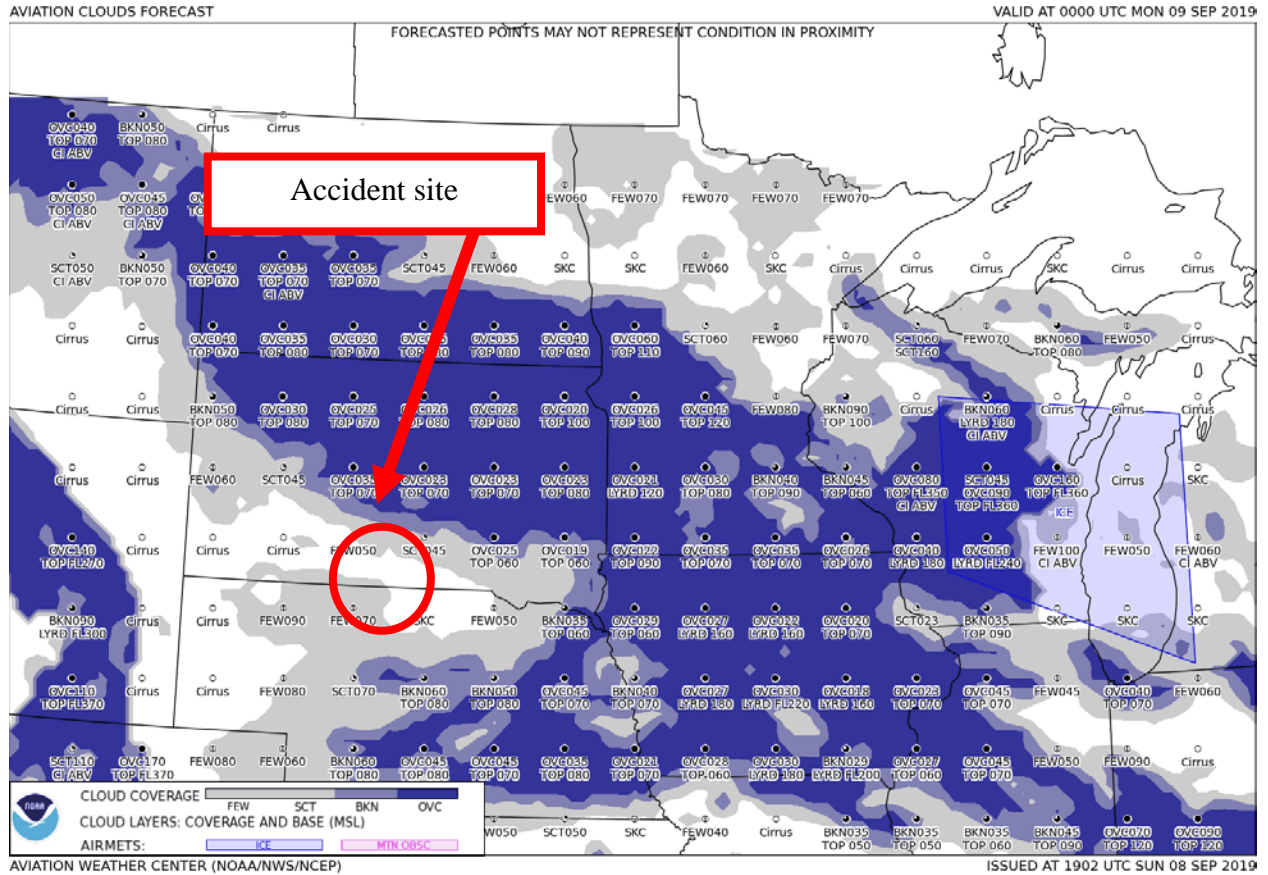 AVIATION CLOUDS FORECAST
VALID AT 0000 UTC MON 09 SEP 2019
FORECASTED POINTS MAY NOT REPRESENT CONDITION IN PROXIMITY
OVC040 BKN050 Cirrus Cirrus
TOP 070 TOP 080
CI ABV
Accident site
OVC050 OVC045 FEW070 FEW070 FEW070 FEW070
TOP 080 TOP 080
CI ABV CI ABV
SCT050 BKN050 OVC040 OVC035 OVC035 SCT045 FEW060 SKC SKC FEW060 SKC Cirrus Cirrus Cirrus SKC Cirrus Cirrus
CI ABV TOP 070 TOP 070 TOP 070 TOP 070
CI ABV
Cirrus Cirrus OVC040 OVC035 OVC030 OVC035 OVC040 OVC060 SCT060 FEW060 FEW070 SCT060 FEW070 BKN060 FEW050 Cirrus
TOP 070 TOP 080 TOP 070 TOP 080 TOP 090 TOP 110 SCT160 TOP 080
Cirrus Cirrus BKN050 OVC030 OVC025 OVC028 OVC020 OVC026 OVC045 FEW080 BKN090 Cirrus BKN060 Cirrus Cirrus Cirrus
TOP 080 TOP 080 TOP 070 TOP 080 TOP 080 TOP 100 TOP 100 TOP 120 TOP 100 LYRD 180
CI ABV
Cirrus Cirrus FEW060 SCT045 OVC035 OVC023 OVC023 OVC023 OVC021 OVC030 BKN040 BKN045 OVC080 SCT045 OVC160 Cirrus SKC
TOP 070 TOP 070 TOP 080 LYRD 120 TOP 080 TOP 090 TOP 060 TOP FL350 OVC090 TOP FL360
CI ABV TOP FL360
ICE
OVC140 Cirrus Cirrus Cirrus FEW050 OVC025 OVC019 OVC022 OVC035 OVC035 OVC026 OVC040 OVC050 FEW100 FEW050 FEW060
TOP FL270 TOP 060 TOP 060 TOP 090 TOP 070 TOP 070 TOP 070 LYRD 180 LYRD FL240 CI ABV CI ABV
BKN090 Cirrus Cirrus FEW090 FEW070 SKC FEW050 BKN035 OVC029 OVC027 OVC022 OVC020 SCT023 BKN035 SKC SKC SKC
LYRD FL300 TOP 060 TOP 060 LYRD 160 LYRD 160 TOP 070 TOP 090
OVC110 Cirrus Cirrus FEW080 SCT070 BKN060 BKN050 OVC045 BKN040 OVC027 OVC030 OVC018 OVC023 OVC045 FEW045 OVC040 FEW060
TOP FL370 TOP 080 TOP 080 TOP 070 TOP 070 LYRD 180 LYRD FL220 LYRD 160 TOP 070 TOP 070 TOP 070
SCT110 OVC170 FEW080 FEW060 BKN060 OVC045 OVC045 OVC035 OVC021 OVC028 OVC030 BKN029 OVC027 OVC045 FEW050 FEW090 Cirrus
CI ABV TOP FL370 TOP 080 TOP 080 TOP 070 TOP 080 TOP 070 TOP 060 LYRD 180 LYRD FL200 TOP 060 TOP 070
SCT050 SKC FEW040 Cirrus BKN035 BKN035 BKN035 BKN045 OVC070 OVC090
TOP 050 TOP 050 TOP 060 TOP 090 TOP 120 TOP 120
NOAA
CLOUD COVERAGE
FEW SCT BKN OVC
CLOUD LAYERS: COVERAGE AND BASE (MSL)
AIRMETS: ICE MTN OBSC
AVIATION WEATHER CENTER (NOAA/NWS/NCEP)
ISSUED AT 1902 UTC SUN 08 SEP 2019